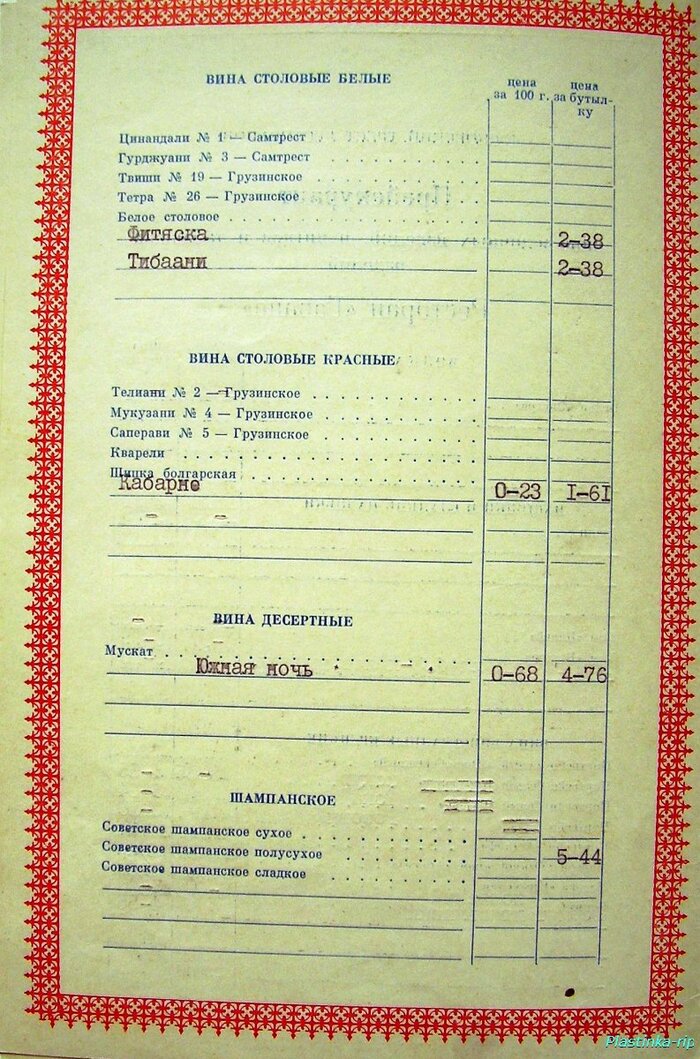 ВИНА СТОЛОВЫЕ БЕЛЫЕ
цена за 100 г.
цена за бутыл-ку
Цинандали № 1 — Самтрест
Гурджуани № 3 — Самтрест
Твиши № 19 — Грузинское
Тетра № 26 — Грузинское
Белое столовое
Фитяска 2-38
Тибаани 2-38
ВИНА СТОЛОВЫЕ КРАСНЫЕ
Телиани № 2 — Грузинское
Мукузани № 4 — Грузинское
Саперави № 5 — Грузинское
Кварели
Шипка болгарская
Кабарне 0-23 I-6I
ВИНА ДЕСЕРТНЫЕ
Мускат
Южная ночь 0-68 4-76
ШАМПАНСКОЕ
Советское шампанское сухое
Советское шампанское полусухое 5-44
Советское шампанское сладкое
Plastinka-rip